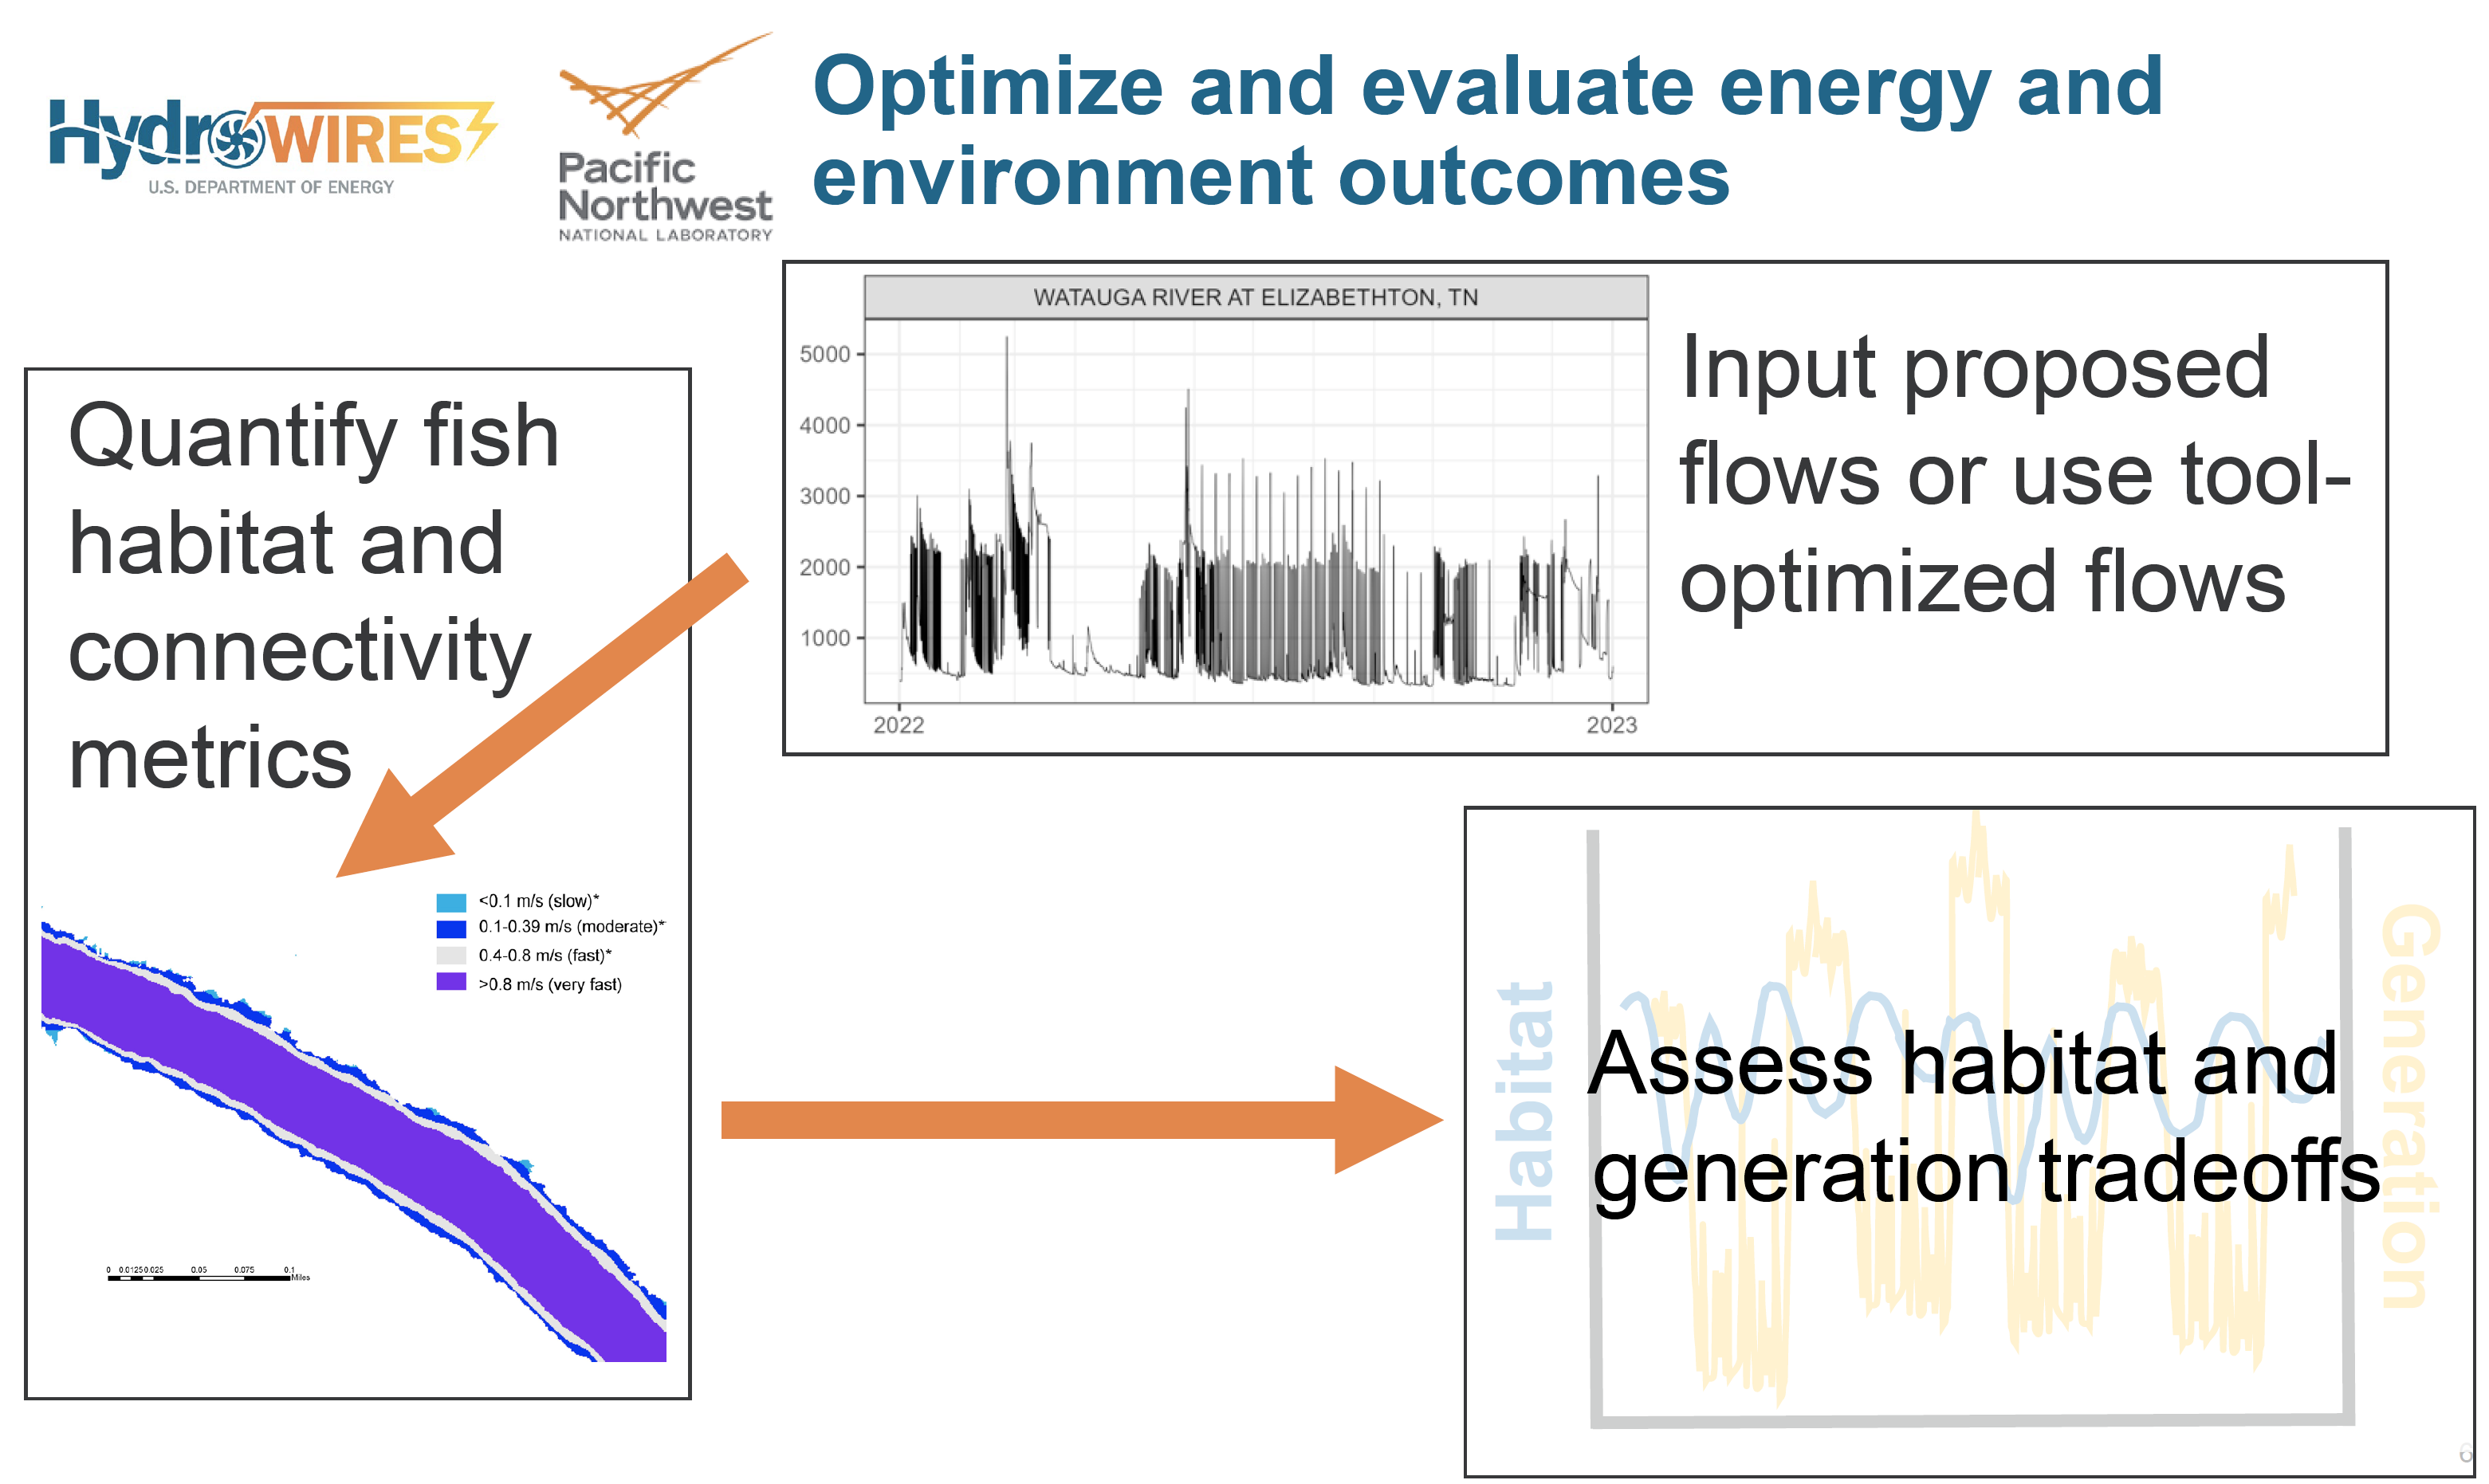 HydroWIRES
U.S. DEPARTMENT OF ENERGY
Pacific
Northwest
NATIONAL LABORATORY
Optimize and evaluate energy and
environment outcomes
WATAUGA RIVER AT ELIZABETHTON, TN
5000
4000
3000
2000
1000
2022
2023
Input proposed
flows or use tool-
optimized flows
Quantify fish
habitat and
connectivity
metrics
<0.1 m/s (slow)*
0.1-0.39 m/s (moderate)*
0.4-0.8 m/s (fast)*
>0.8 m/s (very fast)
0 0.0125 0.025 0.05 0.075 0.1
Miles
Habitat
Assess habitat and
generation tradeoffs
Generation
6